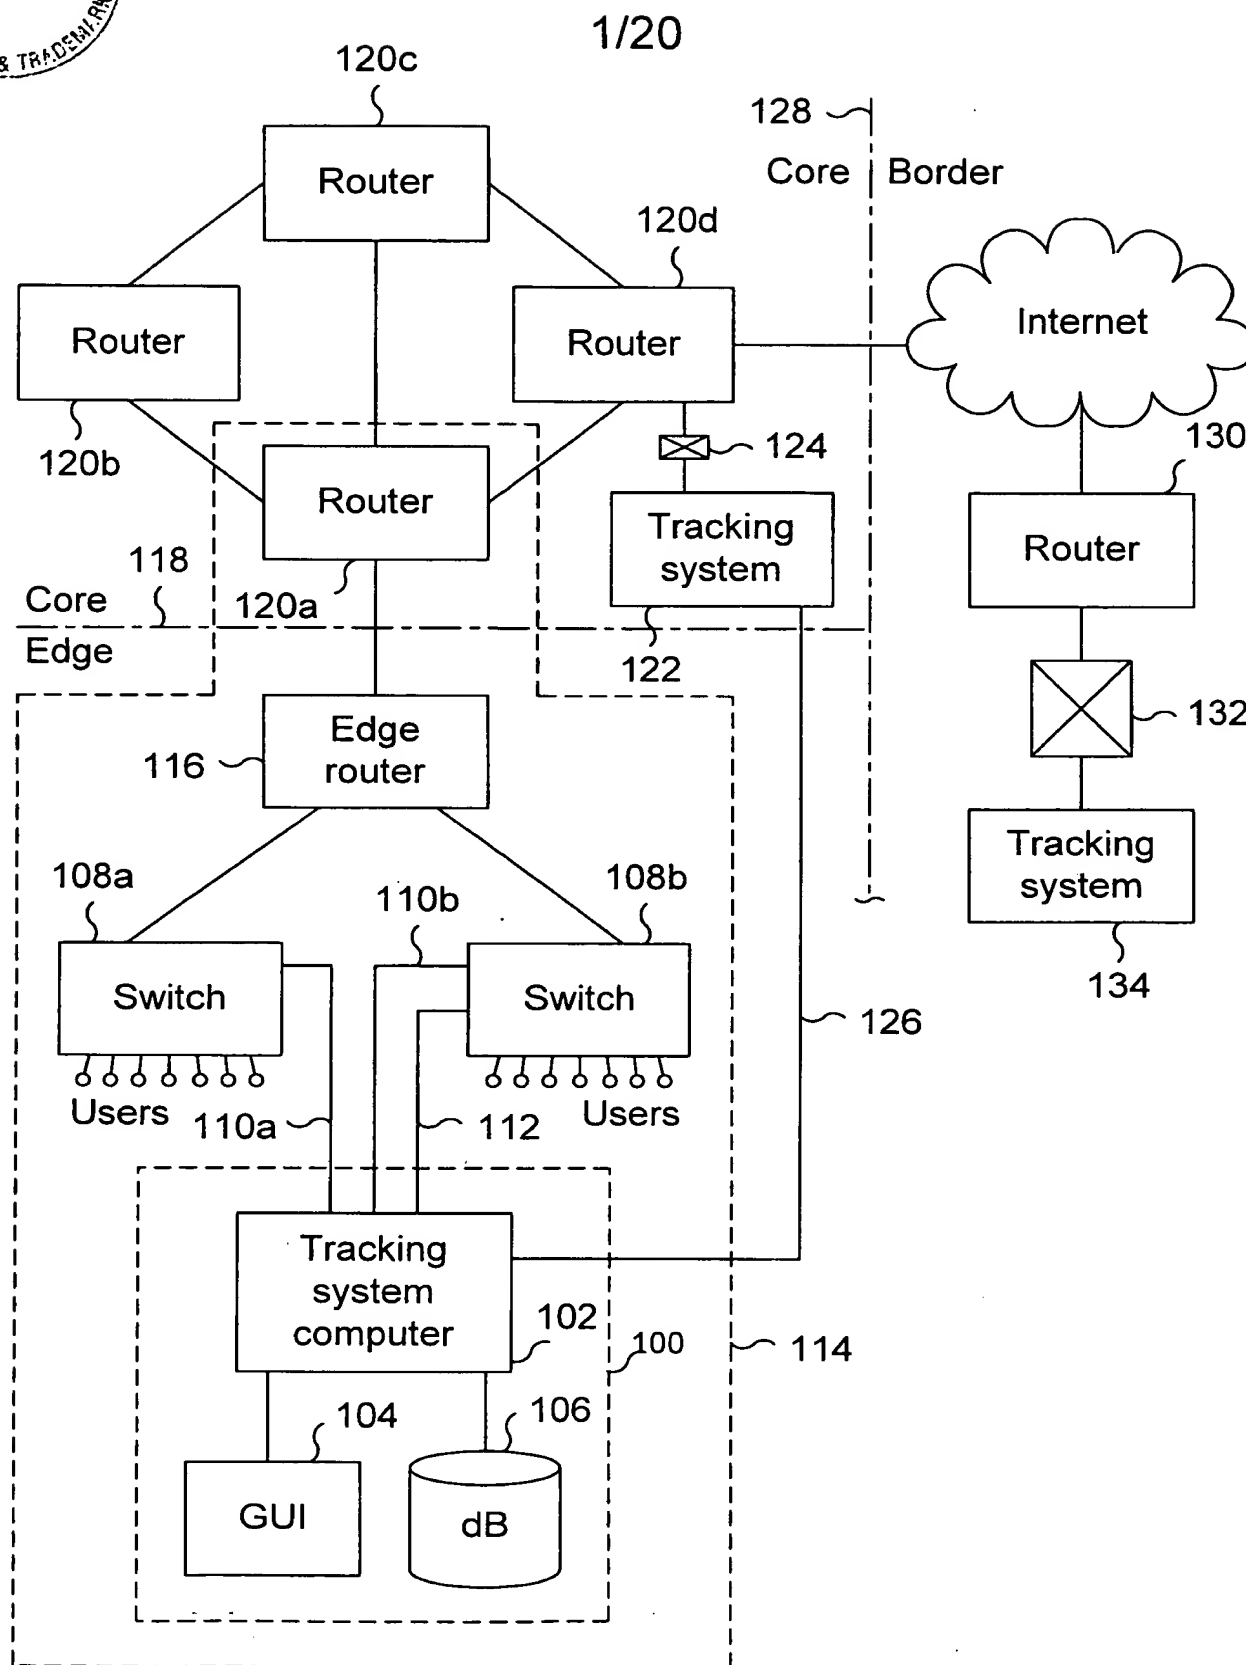 1/20
& TRADEMARK
120c
128
Router
Core
Border
120d
Router
Router
Internet
120b
124
130
Router
Tracking
system
Router
118
Core
120a
Edge
122
Edge
router
116
132
Tracking
system
108a
110b
108b
134
Switch
Switch
126
Users
110a
112
Users
Tracking
system
computer
102
100
114
104
106
GUI
dB